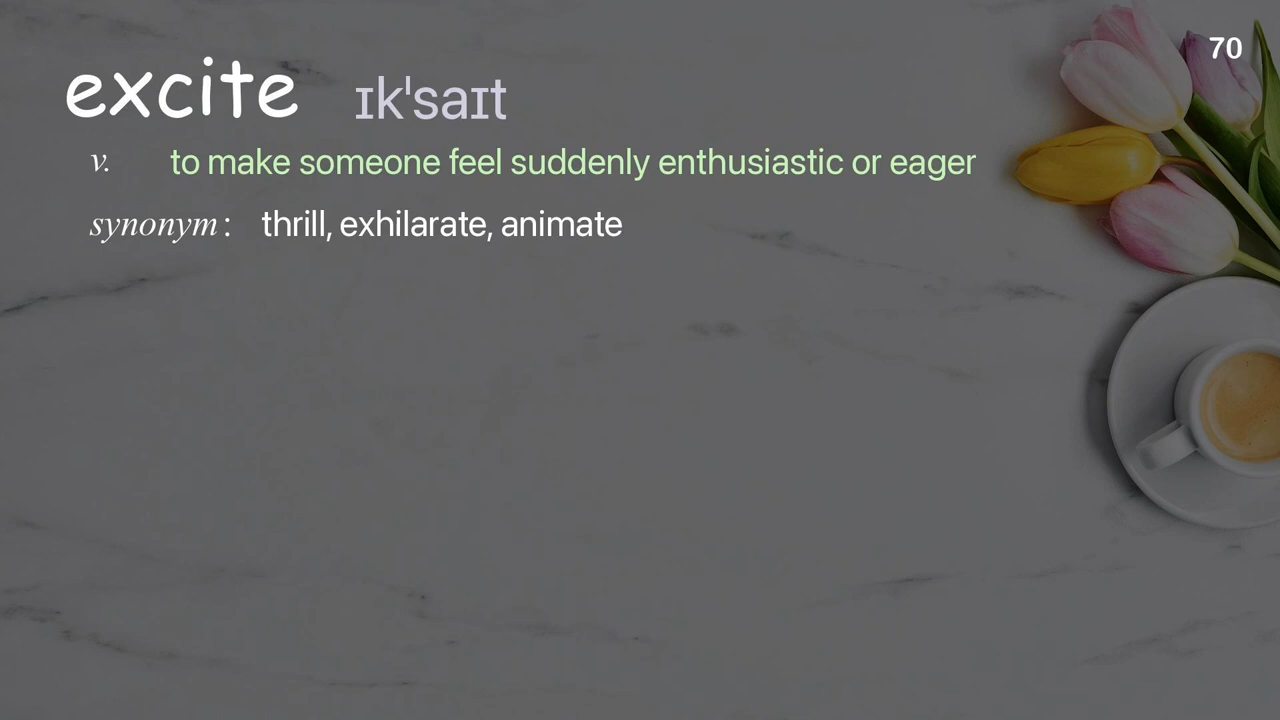 70
excite ɪkˈsaɪt
v. to make someone feel suddenly enthusiastic or eager
synonym: thrill, exhilarate, animate